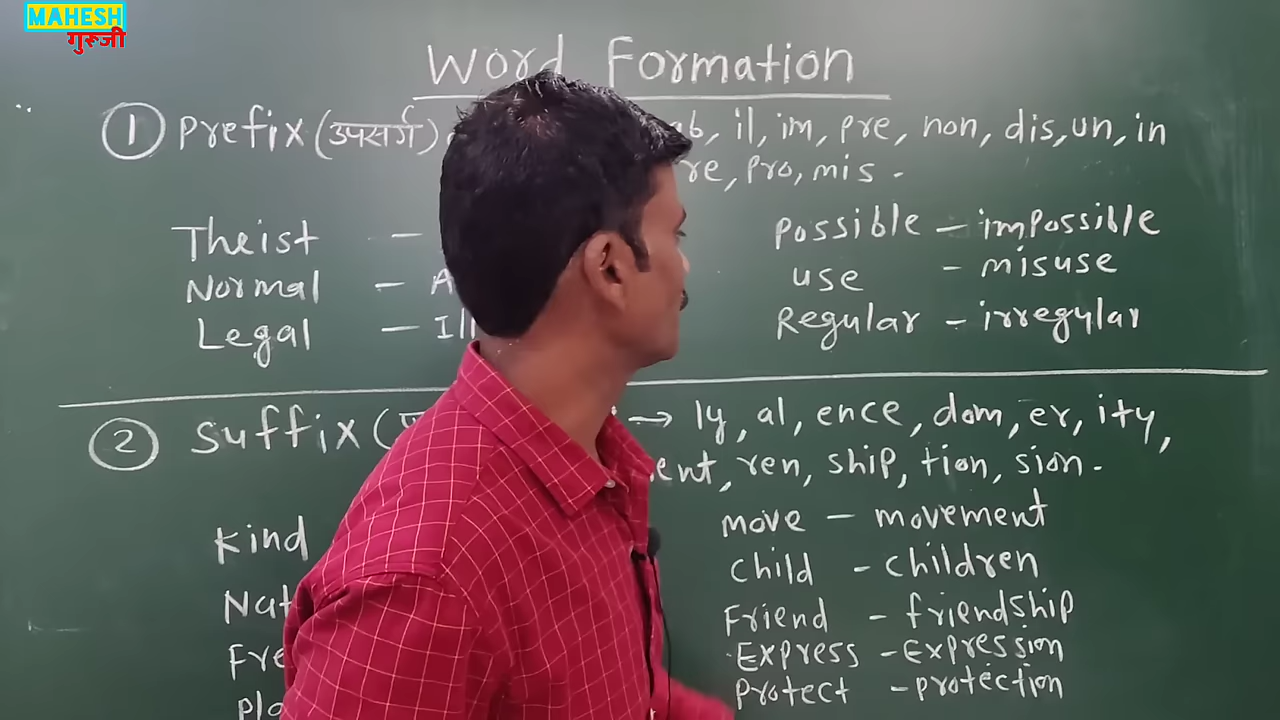 MAHESH
गुरूजी
Word Formation
① Prefix (उपसर्ग) ab, il, im, pre, non, dis, un, in
re, pro, mis.
Theist — Possible — impossible
Normal — use — misuse
Legal — Regular — irregular
② Suffix ( → ly, al, ence, dom, er, ity,
ren, ship, tion, sion.
Kind move — movement
Child — children
Friend — friendship
Express — Expression
Protect — protection